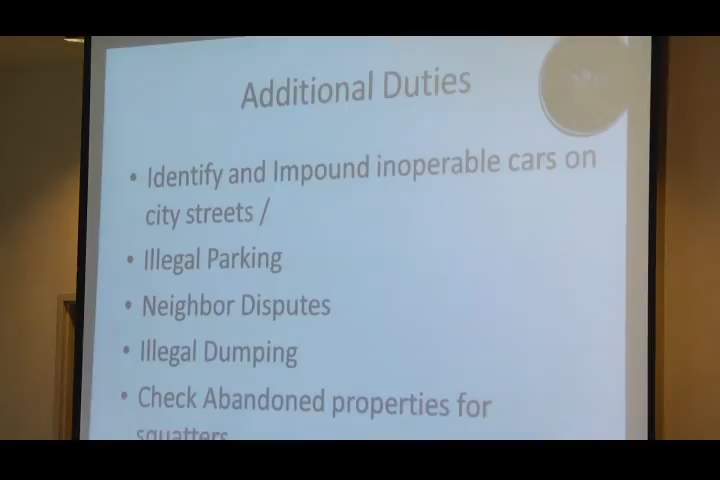 Additional Duties
• Identify and Impound inoperable cars on
city streets /
• Illegal Parking
• Neighbor Disputes
• Illegal Dumping
• Check Abandoned properties for
squatters